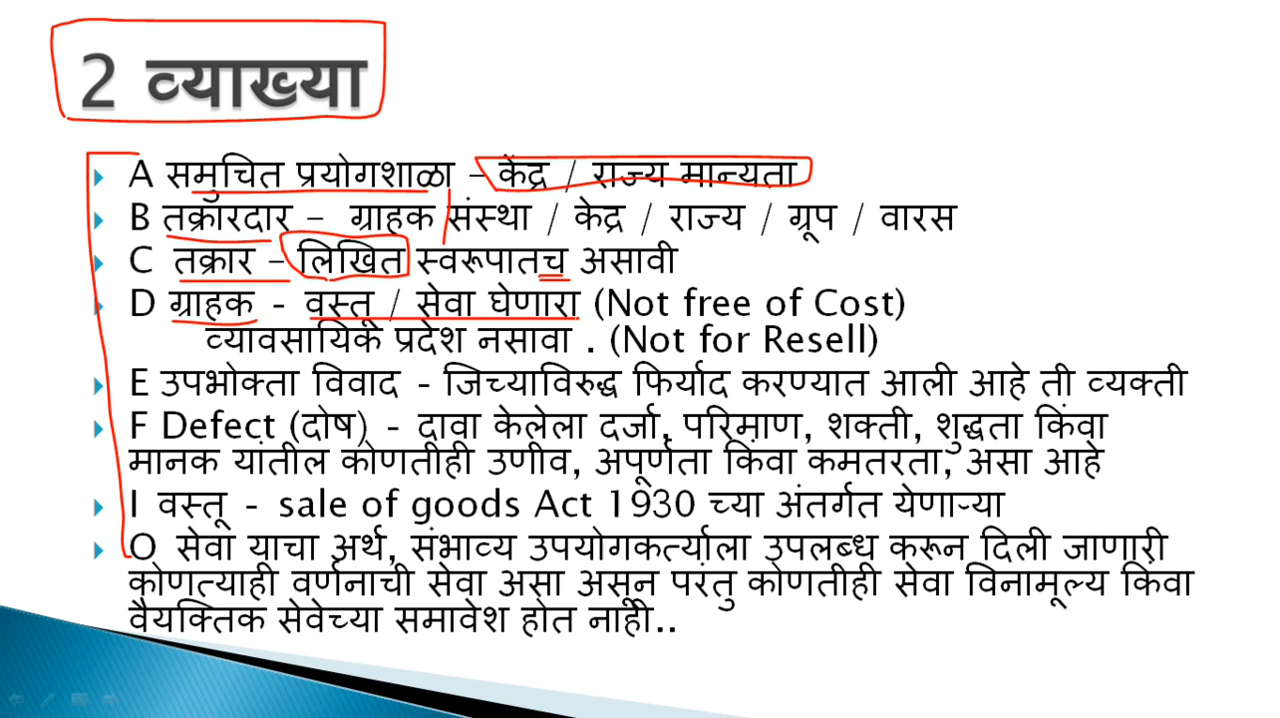 2 व्याख्या
A समुचित प्रयोगशाळा – केंद्र / राज्य मान्यता
B तक्रारदार – ग्राहक संस्था / केद्र / राज्य / ग्रूप / वारस
C तक्रार – लिखित स्वरूपातच असावी
D ग्राहक - वस्तू / सेवा घेणारा (Not free of Cost)
व्यावसायिक प्रदेश नसावा . (Not for Resell)
E उपभोक्ता विवाद - जिच्याविरुद्ध फिर्याद करण्यात आली आहे ती व्यक्ती
F Defect (दोष) - दावा केलेला दर्जा, परिमाण, शक्ती, शुद्धता किंवा
मानक यांतील कोणतीही उणीव, अपूर्णता किंवा कमतरता, असा आहे
I वस्तू - sale of goods Act 1930 च्या अंतर्गत येणाऱ्या
O सेवा याचा अर्थ, संभाव्य उपयोगकर्त्याला उपलब्ध करून दिली जाणारी
कोणत्याही वर्णनाची सेवा असा असून परंतु कोणतीही सेवा विनामूल्य किंवा
वैयक्तिक सेवेच्या समावेश होत नाही..